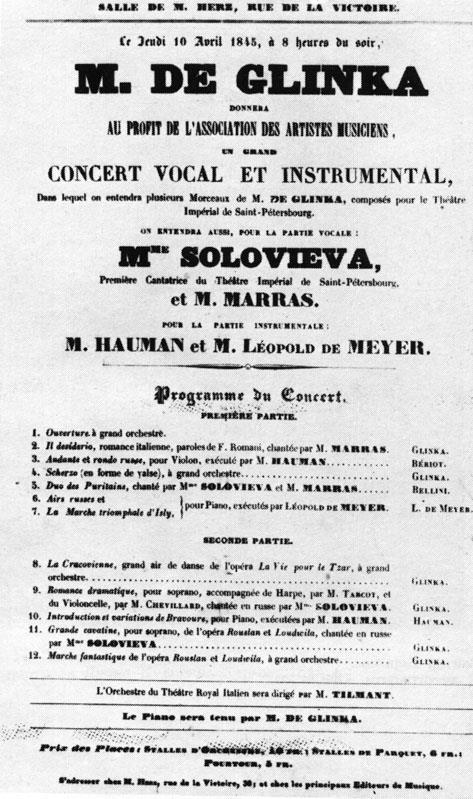 SALLE DE M. HERZ, RUE DE LA VICTOIRE.
Le Jeudi 10 Avril 1845, à 8 heures du soir,
M. DE GLINKA
DONNERA
AU PROFIT DE L'ASSOCIATION DES ARTISTES MUSICIENS,
UN GRAND
CONCERT VOCAL ET INSTRUMENTAL,
Dans lequel on entendra plusieurs Morceaux de M. DE GLINKA, composés pour le Théâtre
Impérial de Saint-Pétersbourg.
ON ENTENDRA AUSSI, POUR LA PARTIE VOCALE:
MME SOLOVIEVA,
Première Cantatrice du Théâtre Impérial de Saint-Pétersbourg,
et M. MARRAS.
POUR LA PARTIE INSTRUMENTALE:
M. HAUMAN et M. LÉOPOLD DE MEYER.
Programme du Concert.
PREMIÈRE PARTIE.
1. Ouverture à grand orchestre.
2. Il desiderio, romance italienne, paroles de F. Romani, chantée par M. MARRAS. GLINKA.
3. Andante et rondo russe, pour Violon, exécuté par M. HAUMAN.......... BÉRIOT.
4. Scherzo (en forme de valse), à grand orchestre.......... GLINKA.
5. Duo des Puritains, chanté par Mme SOLOVIEVA et M. MARRAS........ BELLINI.
6. Airs russes et
7. La Marche triomphale d'Isly, } pour Piano, exécutés par LÉOPOLD DE MEYER. L. DE MEYER.
SECONDE PARTIE.
8. La Cracovienne, grand air de danse de l'opéra La Vie pour le Tzar, à grand
orchestre.......... GLINKA.
9. Romance dramatique, pour soprano, accompagnée de Harpe, par M. TARCOT, et
du Violoncelle, par M. CHEVILLARD, chantée en russe par Mme SOLOVIEVA. GLINKA.
10. Introduction et variations de Bravoure, pour Piano, exécutées par M. HAUMAN. HAUMAN.
11. Grande cavatine, pour soprano, de l'opéra Rouslan et Loudwila, chantée en russe
par Mme SOLOVIEVA.......... GLINKA.
12. Marche fantastique de l'opéra Rouslan et Loudwila, à grand orchestre...... GLINKA.
L'Orchestre du Théâtre Royal Italien sera dirigé par M. TILMANT.
Le Piano sera tenu par M. DE GLINKA.
Prix des Places: STALLES D'ORCHESTRE, 10 FR.; STALLES DE PARQUET, 6 FR.;
POURTOUR, 5 FR.
S'adresser chez M. Herz, rue de la Victoire, 38; et chez les principaux Éditeurs de Musique.